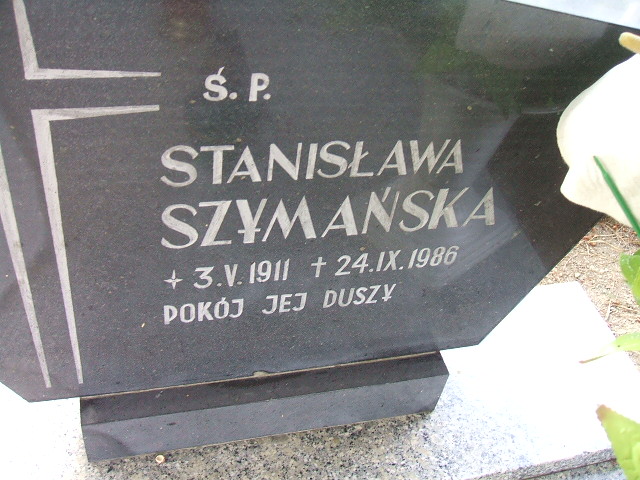 Ś.P.
STANISŁAWA
SZYMAŃSKA
+ 3.V.1911 † 24.IX.1986
POKÓJ JEJ DUSZY